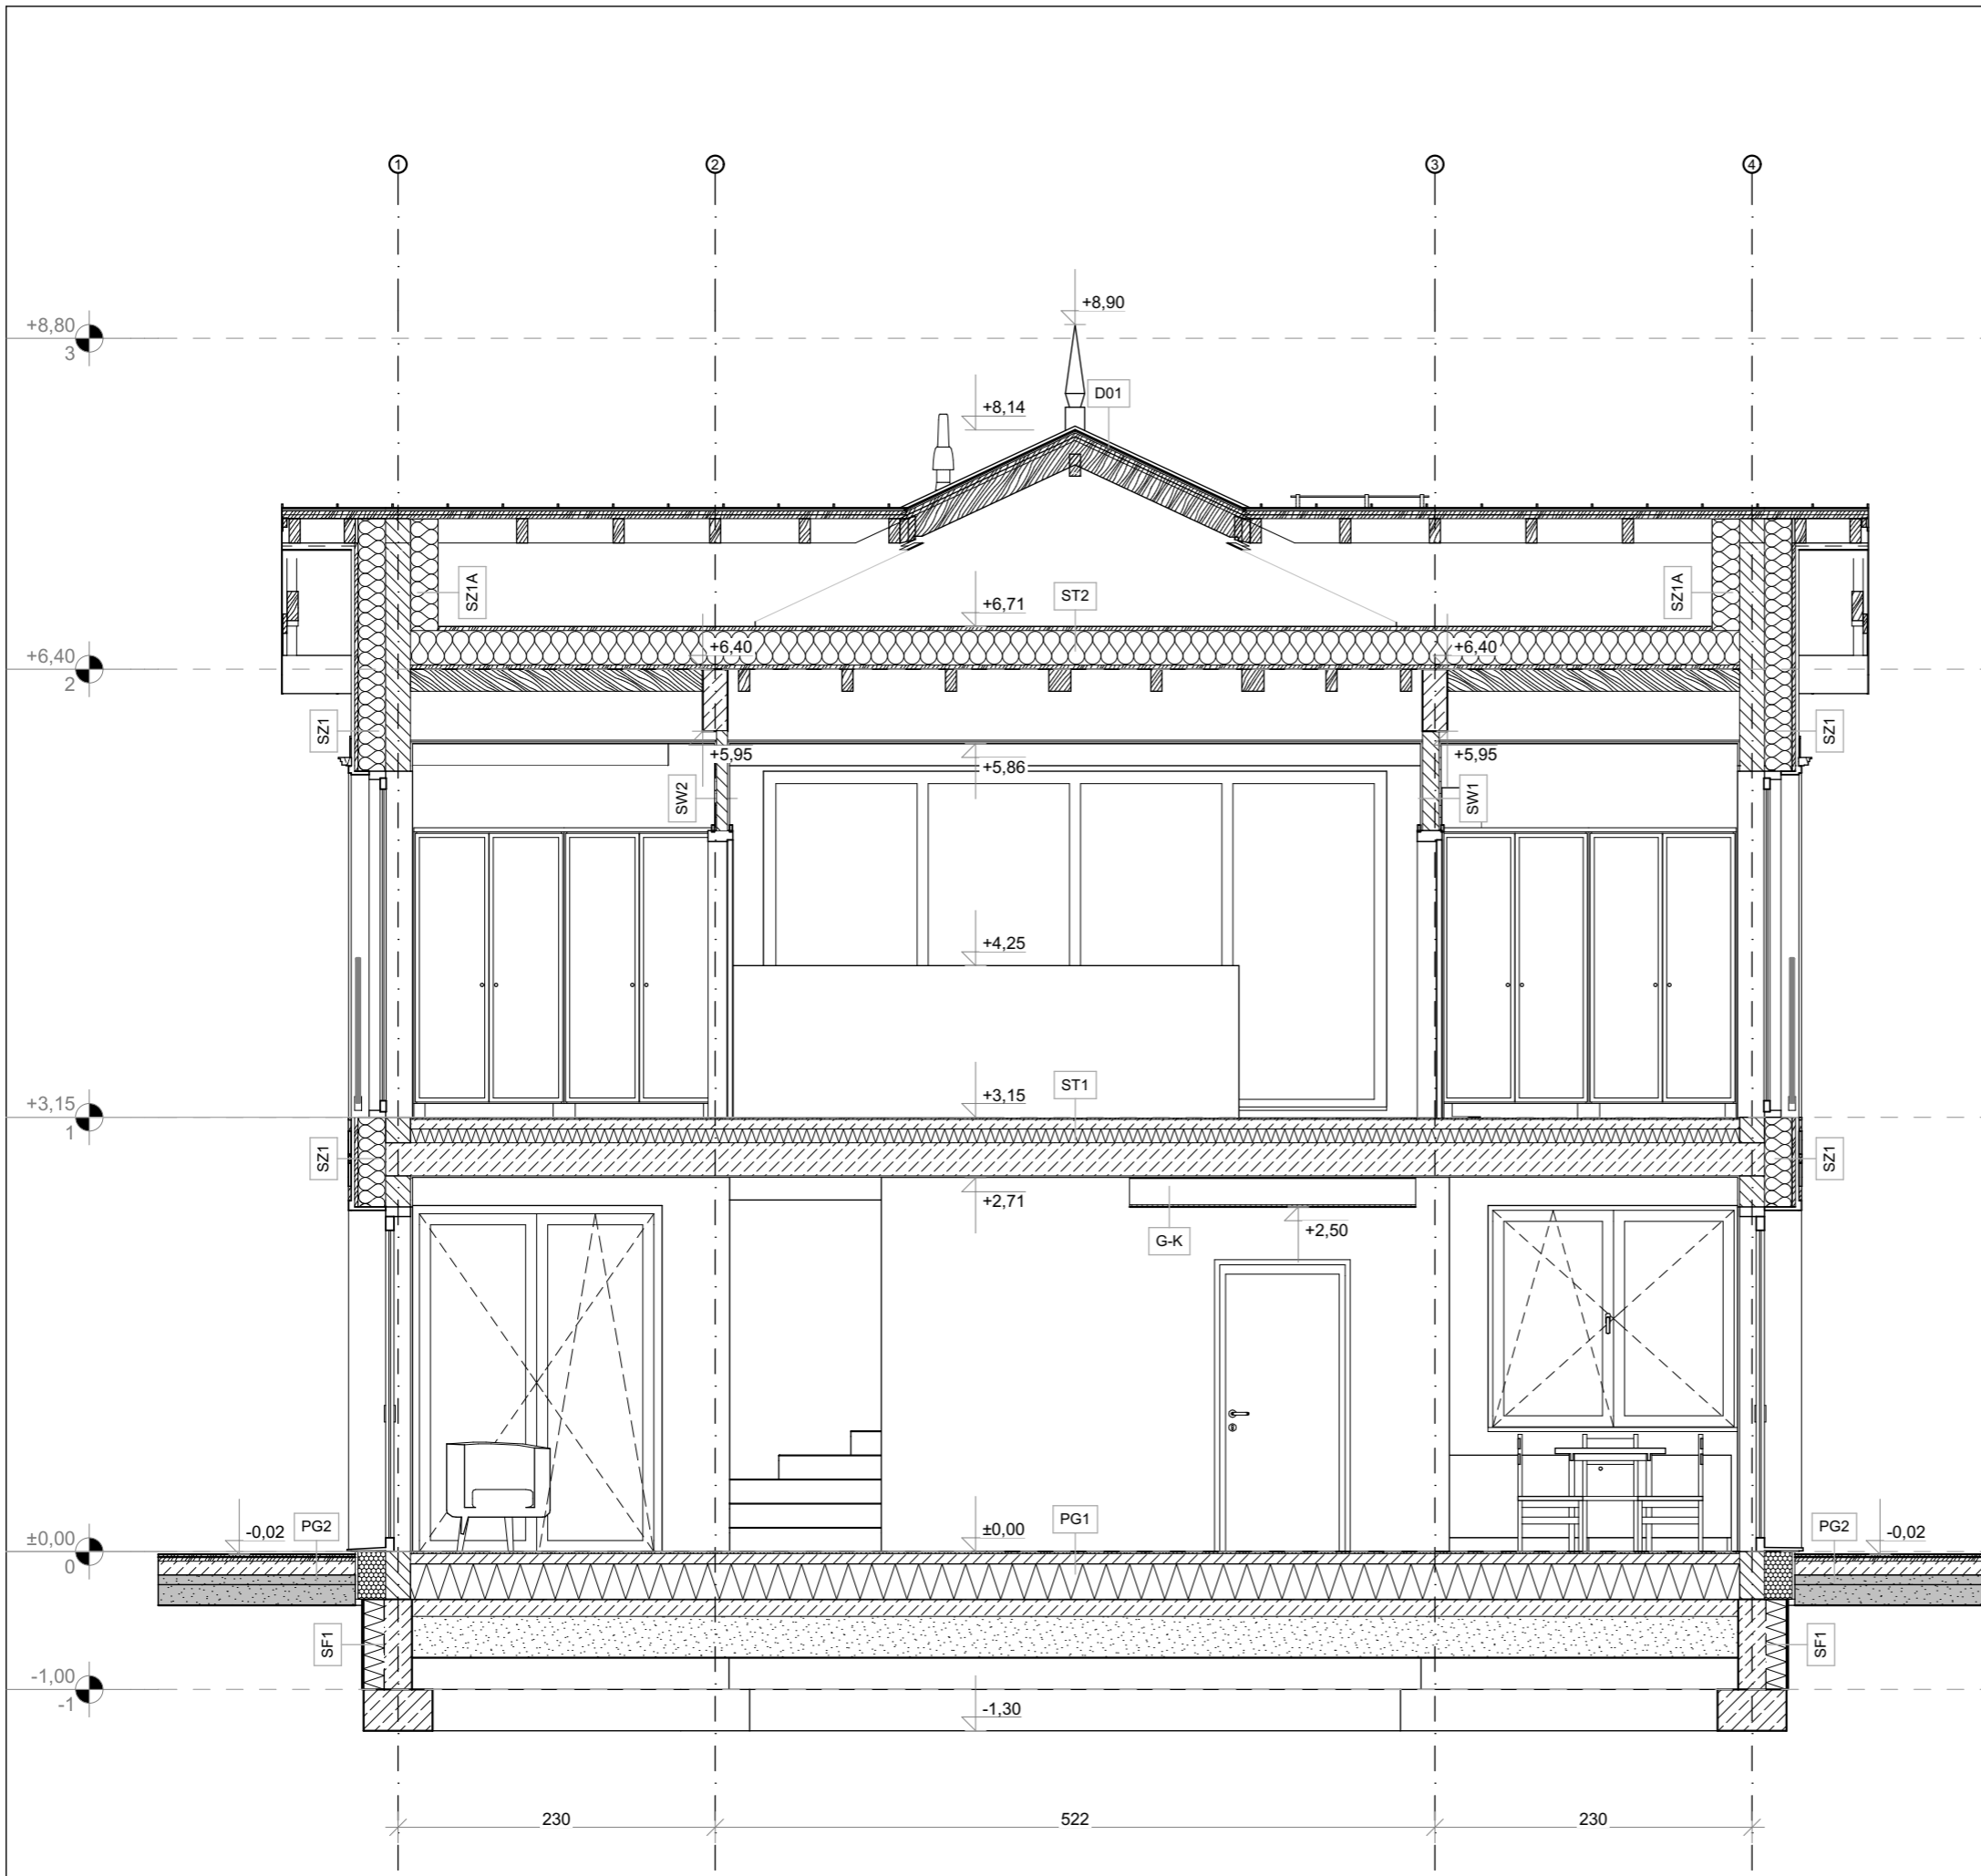 1 2 3 4
+8,90
+8,80
3
D01
+8,14
SZ1A
ST2
SZ1A
+6,71
+6,40
+6,40
+6,40
2
SZ1
SZ1
+5,95
+5,86
+5,95
SW2
SW1
+4,25
+3,15
1
+3,15
ST1
SZ1
SZ1
+2,71
G-K
+2,50
±0,00
0
-0,02
PG2
±0,00
PG1
PG2
-0,02
SF1
SF1
-1,00
-1
-1,30
230 522 230